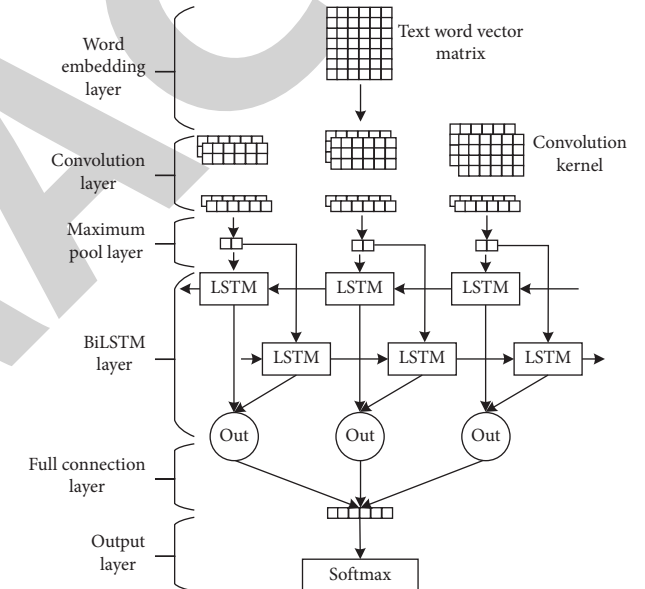 Word
embedding
layer
Text word vector
matrix
Convolution
layer
Convolution
kernel
Maximum
pool layer
LSTM
LSTM
LSTM
BiLSTM
layer
LSTM
LSTM
LSTM
Out
Out
Out
Full connection
layer
Output
layer
Softmax